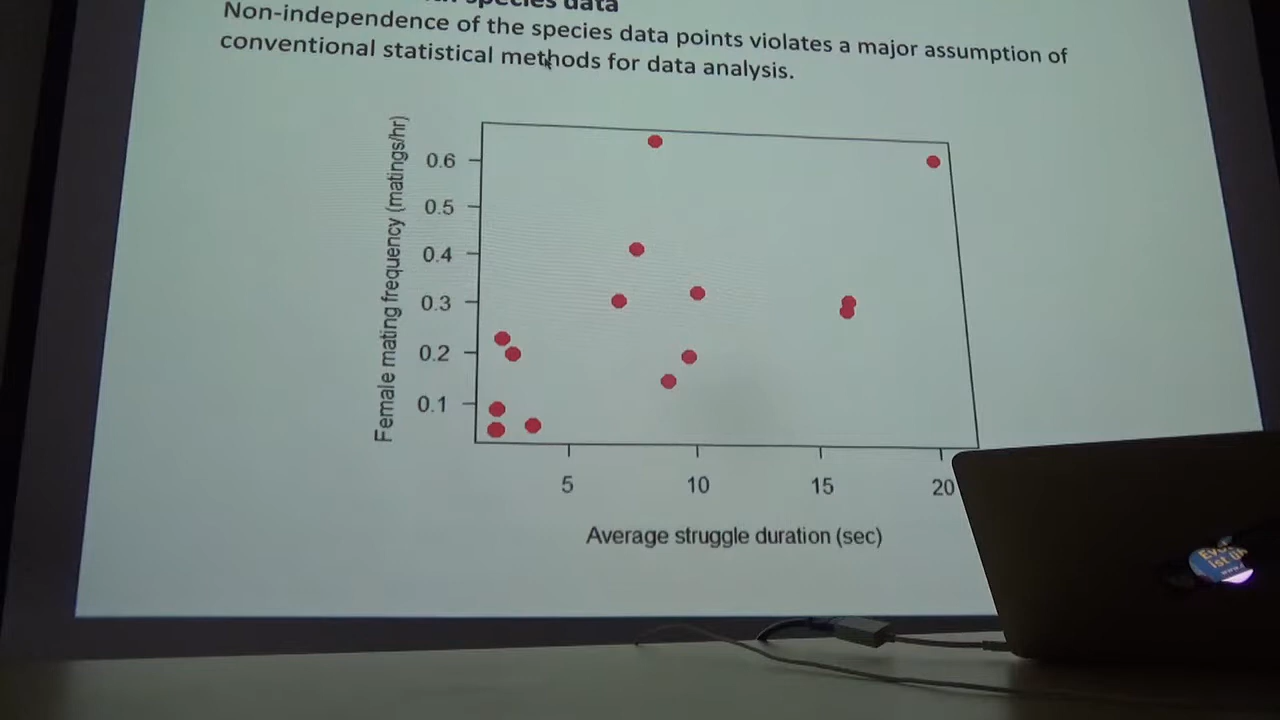 species data
Non-independence of the species data points violates a major assumption of
conventional statistical methods for data analysis.
Female mating frequency (matings/hr)
0.6
0.5
0.4
0.3
0.2
0.1
5
10
15
20
Average struggle duration (sec)